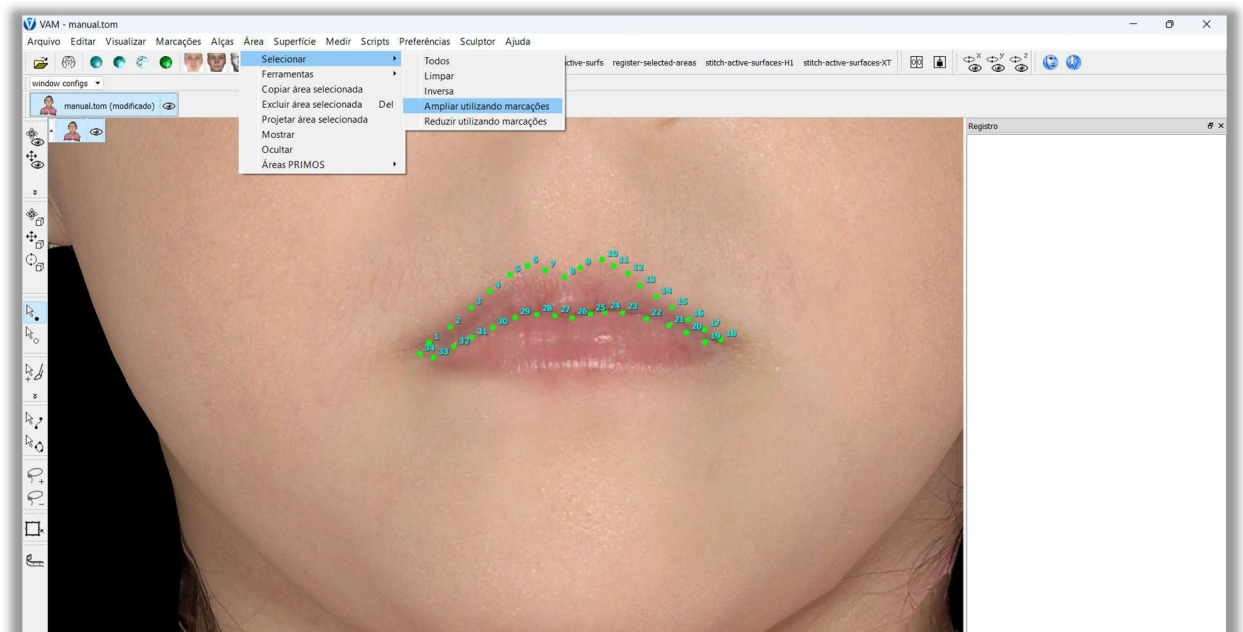 VAM - manual.tom
Arquivo Editar Visualizar Marcações Alças Área Superfície Medir Scripts Preferências Sculptor Ajuda
ctive-surfs register-selected-areas stitch-active-surfaces-H1 stitch-active-surfaces-XT
X Y Z
window configs
manual.tom (modificado)
Selecionar
Ferramentas
Copiar área selecionada
Excluir área selecionada Del
Projetar área selecionada
Mostrar
Ocultar
Áreas PRIMOS
Todos
Limpar
Inversa
Ampliar utilizando marcações
Reduzir utilizando marcações
Registro
1
2
3
4
5
6
7
8
9
10
11
12
13
14
15
16
17
18
19
20
21
22
23
24
25
26
27
28
29
30
31
32
33
34